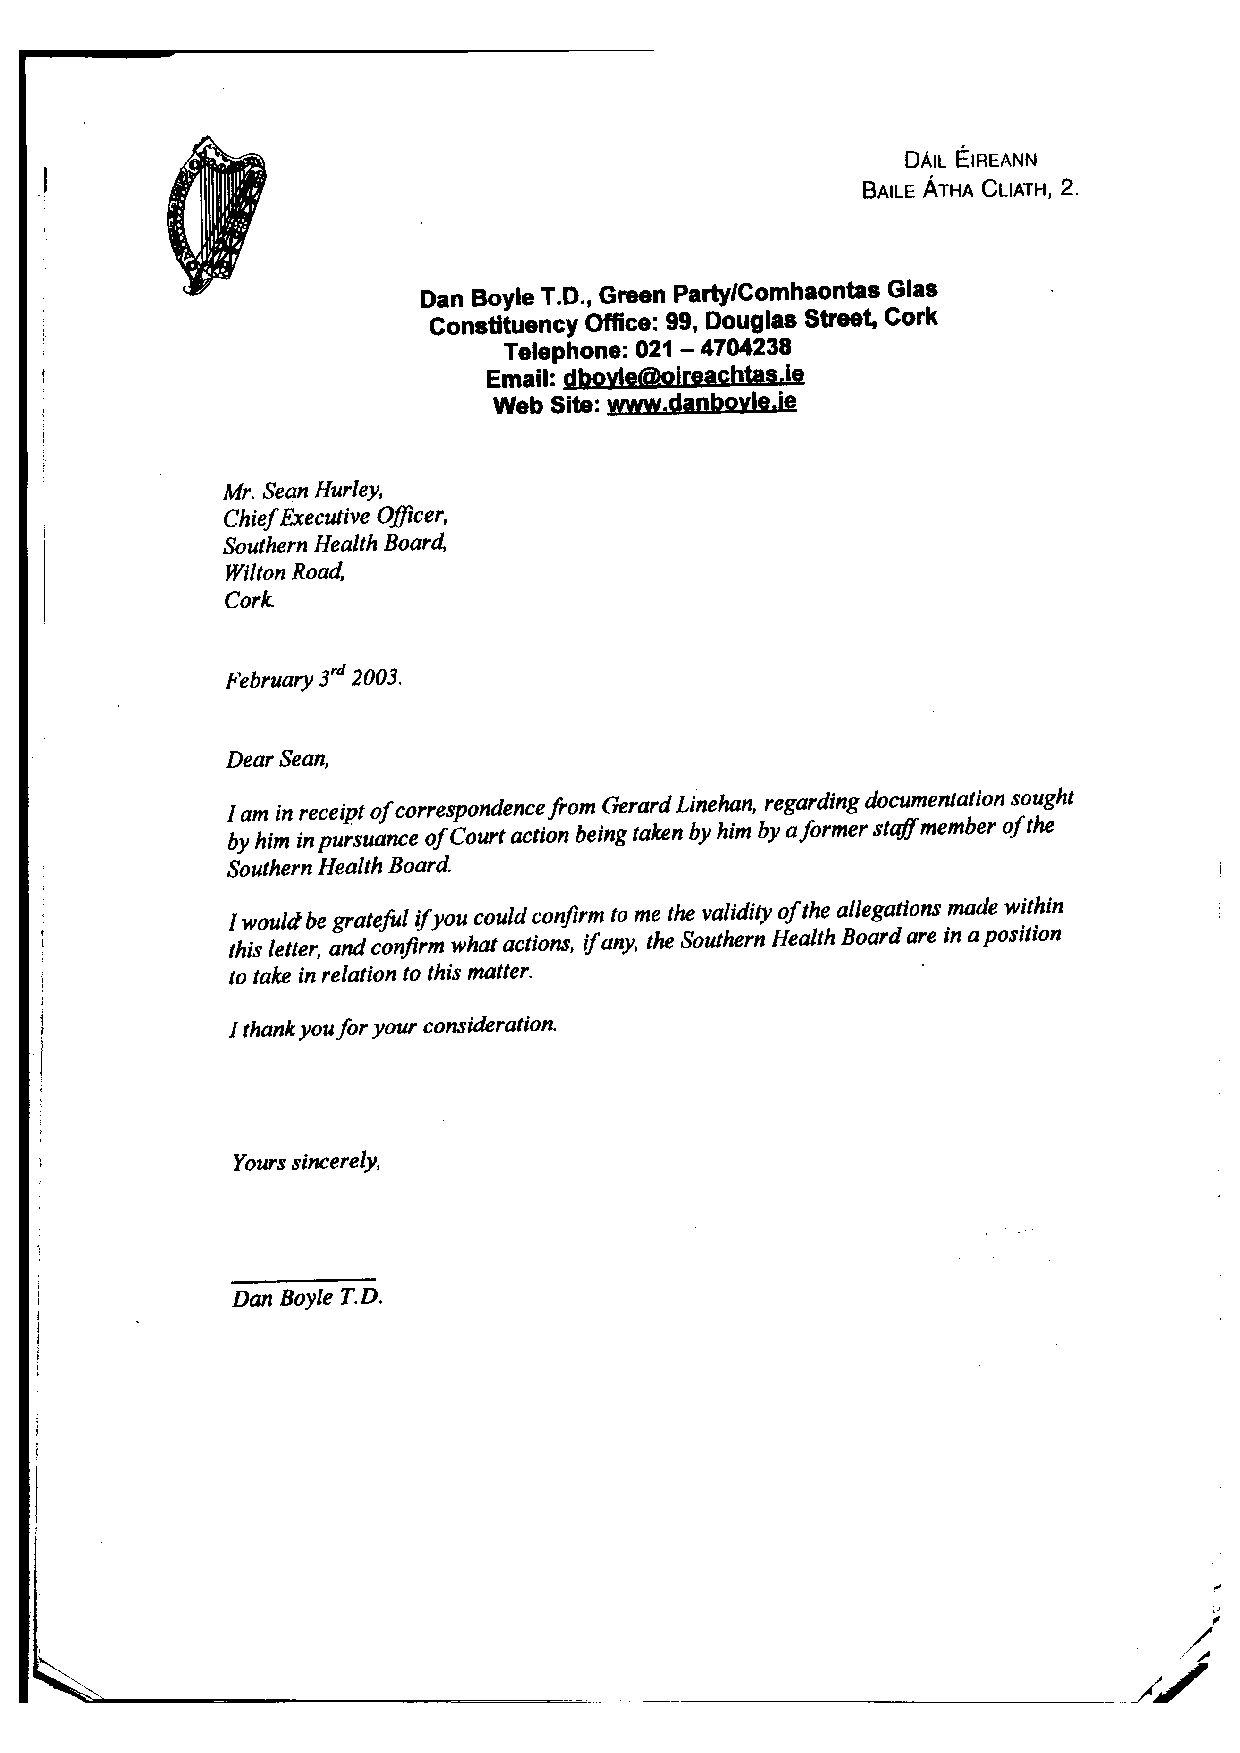 DÁIL ÉIREANN
BAILE ÁTHA CLIATH, 2.
Dan Boyle T.D., Green Party/Comhaontas Glas
Constituency Office: 99, Douglas Street, Cork
Telephone: 021 – 4704238
Email: dboyle@oireachtas.ie
Web Site: www.danboyle.ie
Mr. Sean Hurley,
Chief Executive Officer,
Southern Health Board,
Wilton Road,
Cork.
February 3rd 2003.
Dear Sean,
I am in receipt of correspondence from Gerard Linehan, regarding documentation sought
by him in pursuance of Court action being taken by him by a former staff member of the
Southern Health Board.
I would be grateful if you could confirm to me the validity of the allegations made within
this letter, and confirm what actions, if any, the Southern Health Board are in a position
to take in relation to this matter.
I thank you for your consideration.
Yours sincerely,
Dan Boyle T.D.